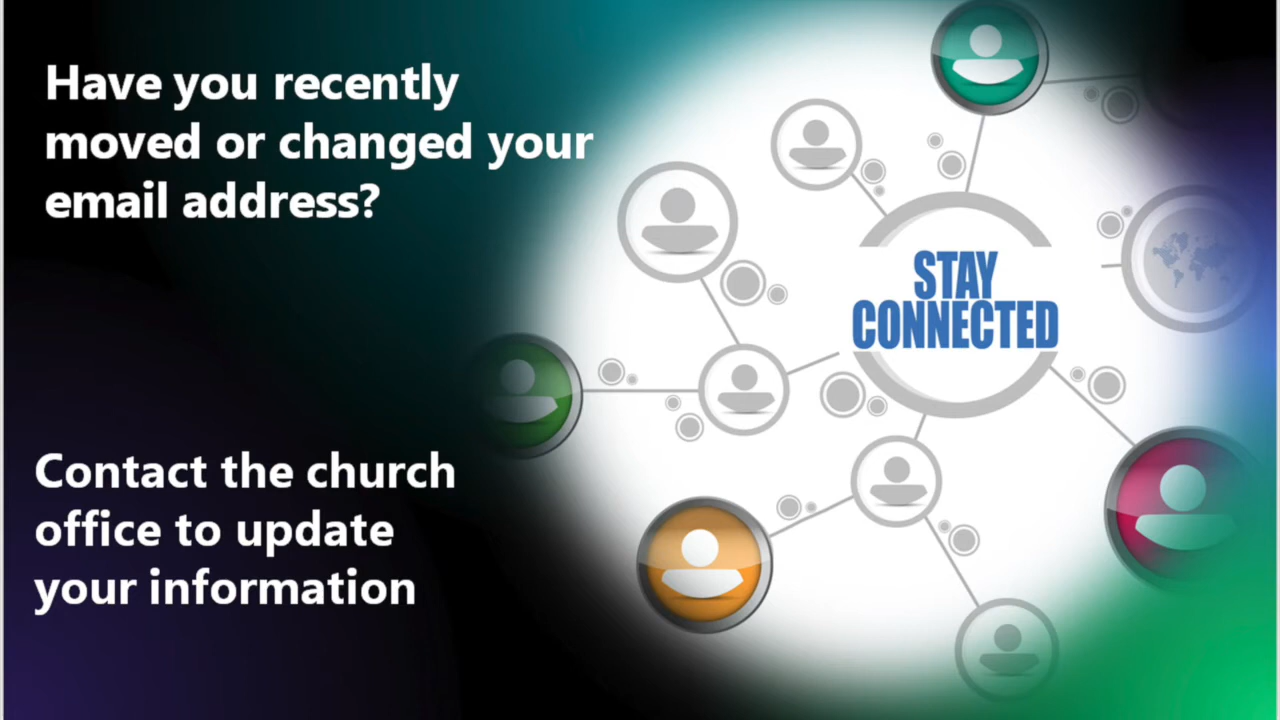 Have you recently
moved or changed your
email address?
STAY
CONNECTED
Contact the church
office to update
your information